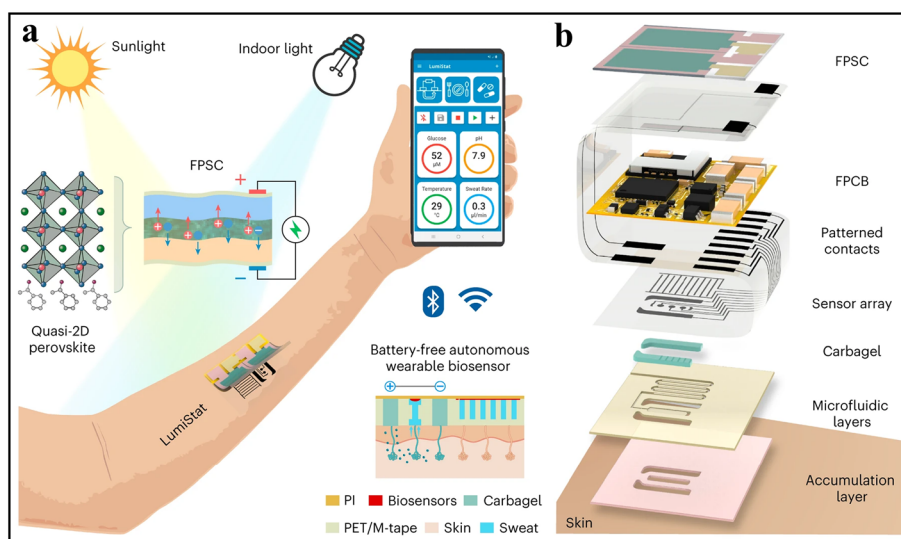 a
Sunlight
Indoor light
FPSC
+
−
Quasi-2D
perovskite
LumiStat
LumiStat
Glucose
52
µM
pH
7.9
Temperature
29
°C
Sweat Rate
0.3
µl/min
Battery-free autonomous
wearable biosensor
+
−
PI
Biosensors
Carbagel
PET/M-tape
Skin
Sweat
b
FPSC
FPCB
Patterned
contacts
Sensor array
Carbagel
Microfluidic
layers
Accumulation
layer
Skin